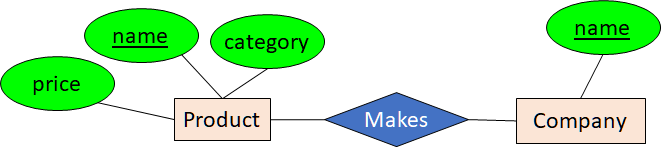 name
name
category
price
Product
Makes
Company